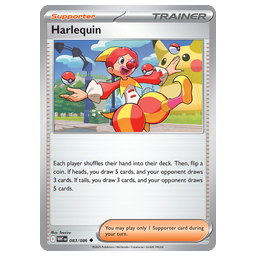 Supporter
TRAINER
Harlequin
Each player shuffles their hand into their deck. Then, flip a
coin. If heads, you draw 5 cards, and your opponent draws 3
cards. If tails, you draw 3 cards, and your opponent draws 5
cards.
You may play only 1 Supporter card during
your turn.
083/086